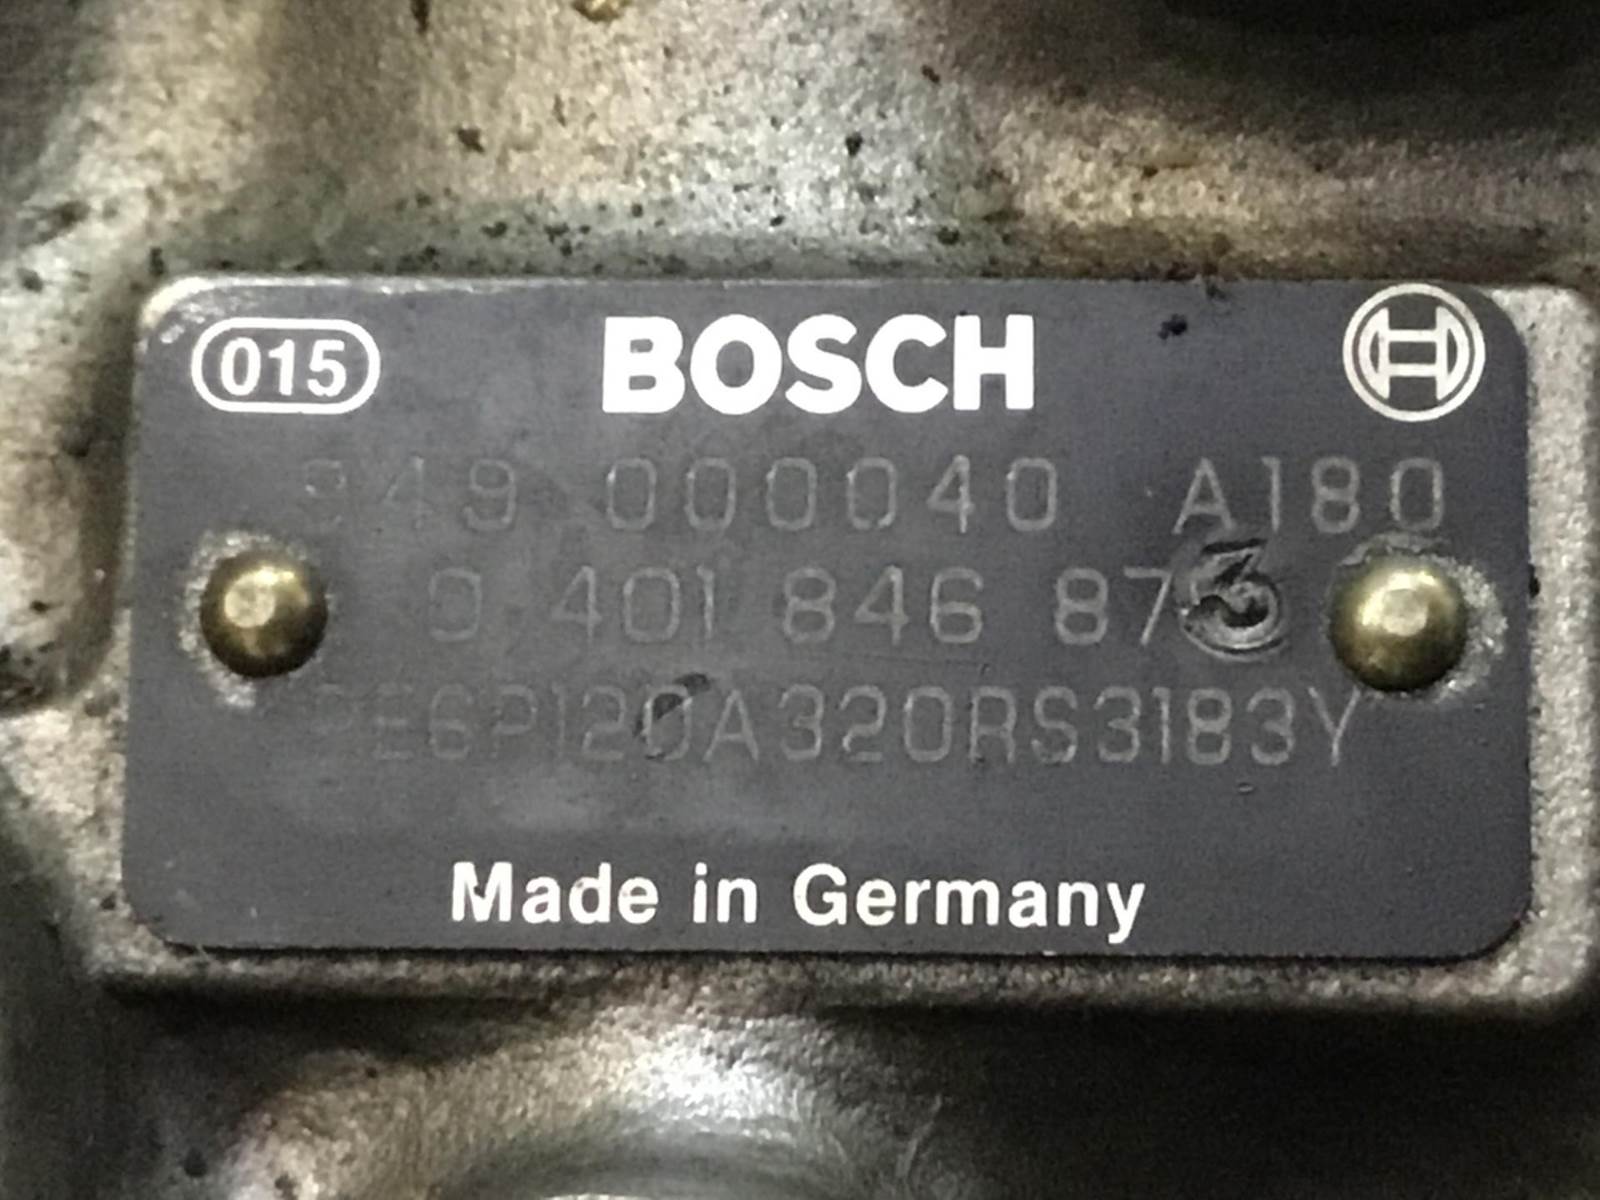 015 BOSCH
949 000040 A180
0 401 846 873
PE6P120A320RS3183Y
Made in Germany